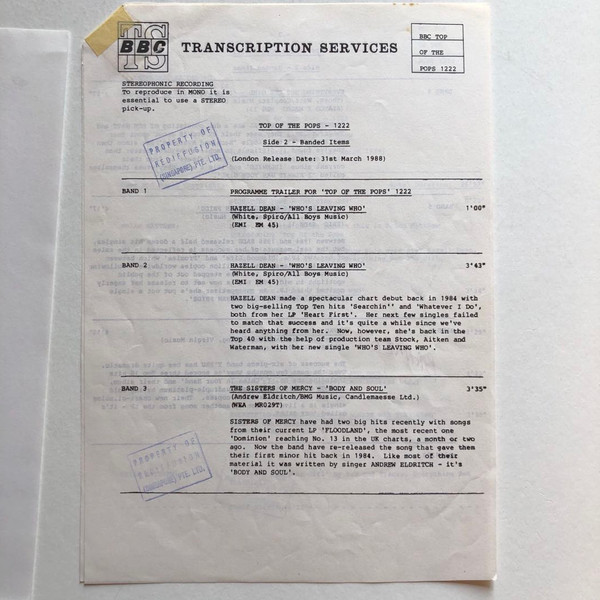 TS
BBC
TRANSCRIPTION SERVICES
BBC TOP
OF THE
POPS 1222
STEREOPHONIC RECORDING
To reproduce in MONO it is
essential to use a STEREO
pick-up.
PROPERTY OF
REDIFFUSION
(SINGAPORE) PTE. LTD.
TOP OF THE POPS - 1222
Side 2 - Banded Items
(London Release Date: 31st March 1988)
BAND 1 PROGRAMME TRAILER FOR 'TOP OF THE POPS' 1222
HAZELL DEAN - 'WHO'S LEAVING WHO' 1'00"
(White, Spiro/All Boys Music)
(EMI EM 45)
BAND 2 HAZELL DEAN - 'WHO'S LEAVING WHO' 3'43"
(White, Spiro/All Boys Music)
(EMI EM 45)
HAZELL DEAN made a spectacular chart debut back in 1984 with
two big-selling Top Ten hits 'Searchin'' and 'Whatever I Do',
both from her LP 'Heart First'. Her next few singles failed
to match that success and it's quite a while since we've
heard anything from her. Now, however, she's back in the
Top 40 with the help of production team Stock, Aitken and
Waterman, with her new single 'WHO'S LEAVING WHO'.
BAND 3 THE SISTERS OF MERCY - 'BODY AND SOUL' 3'35"
(Andrew Eldritch/BMG Music, Candlemaesse Ltd.)
(WEA MR029T)
SISTERS OF MERCY have had two big hits recently with songs
from their current LP 'FLOODLAND', the most recent one
'Dominion' reaching No. 13 in the UK charts, a month or two
ago. Now the band have re-released the song that gave them
their first minor hit back in 1984. Like most of their
material it was written by singer ANDREW ELDRITCH - it's
'BODY AND SOUL'.
PROPERTY OF
REDIFFUSION
(SINGAPORE) PTE. LTD.